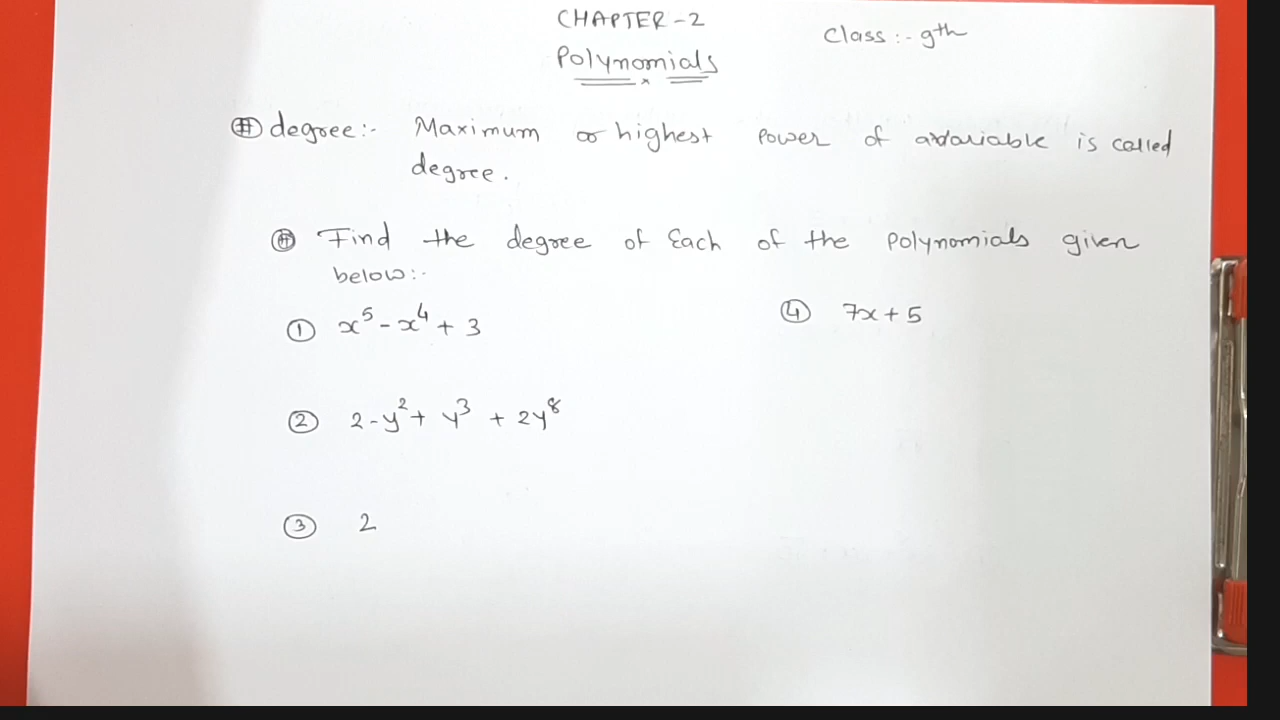 CHAPTER-2
Class :- 9th
Polynomials
# degree:- Maximum or highest power of a variable is called
degree.
# Find the degree of Each of the polynomials given
below:-
① x⁵ - x⁴ + 3
④ 7x + 5
② 2 - y² + y³ + 2y⁸
③ 2